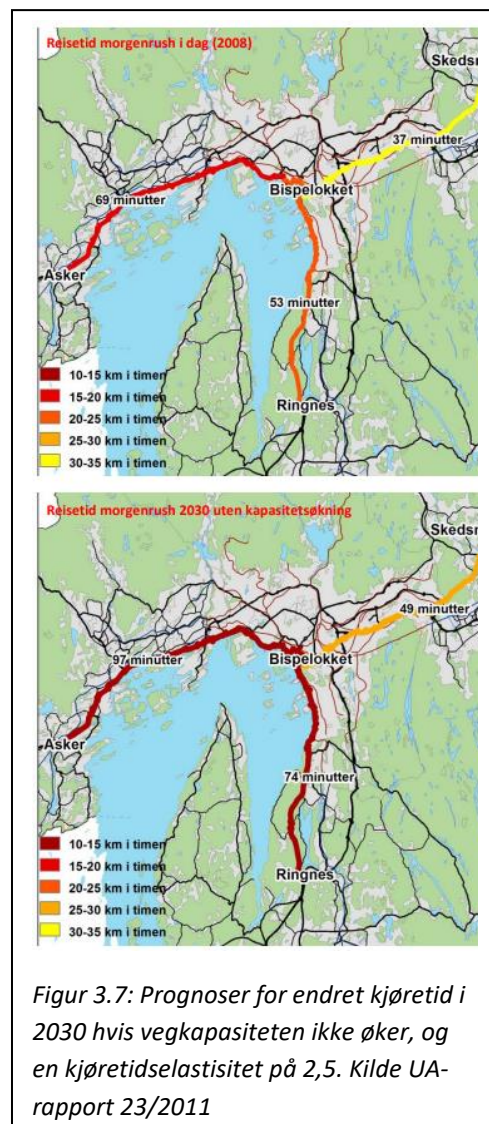 Reisetid morgenrush i dag (2008)
Skedsm
37 minutter
Bispelokket
69 minutter
Asker
53 minutter
10-15 km i timen
15-20 km i timen
20-25 km i timen
Ringnes
25-30 km i timen
30-35 km i timen
Reisetid morgenrush 2030 uten kapasitetsøkning
Skedsm
49 minutter
Bispelokket
97 minutter
Asker
74 minutter
10-15 km i timen
15-20 km i timen
20-25 km i timen
Ringnes
25-30 km i timen
30-35 km i timen
Figur 3.7: Prognoser for endret kjøretid i
2030 hvis vegkapasiteten ikke øker, og
en kjøretidselastisitet på 2,5. Kilde UA-
rapport 23/2011